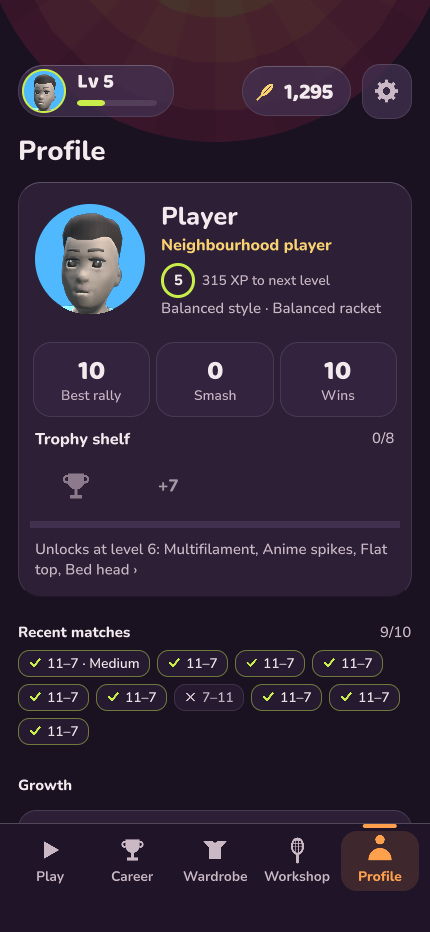 Lv 5
1,295
Profile
Player
Neighbourhood player
5
315 XP to next level
Balanced style · Balanced racket
10
0
10
Best rally
Smash
Wins
Trophy shelf
0/8
+7
Unlocks at level 6: Multifilament, Anime spikes, Flat
top, Bed head ›
Recent matches
9/10
11–7 · Medium
11–7
11–7
11–7
11–7
11–7
7–11
11–7
11–7
11–7
Growth
Play
Career
Wardrobe
Workshop
Profile